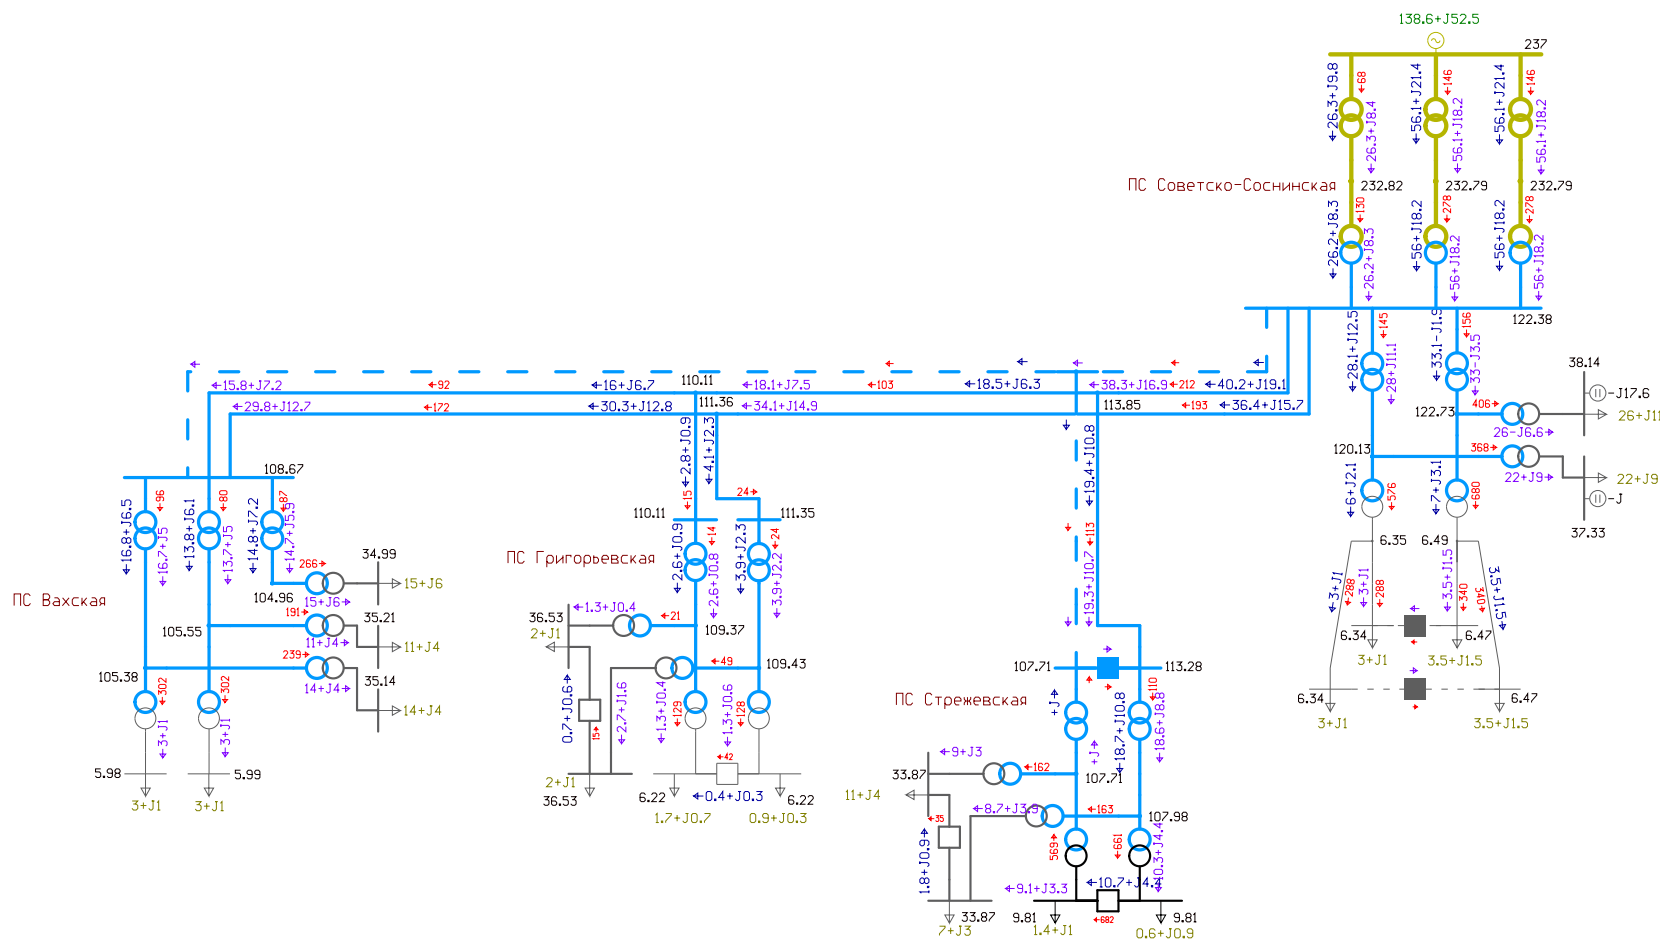 138.6+J52.5
237
←26.3+J9.8
←68
←26.3+J8.4
←56.1+J21.4
←146
←56.1+J18.2
←56.1+J21.4
←146
←56.1+J18.2
ПС Советско-Соснинская
232.82
232.79
232.79
←26.2+J8.3
←130
←26.2+J8.3
←56+J18.2
←278
←56+J18.2
←56+J18.2
←278
←56+J18.2
122.38
←28.1+J12.5
←145
←28+J11.1
←33.1-J1.9
←156
←33-J3.5
38.14
-J17.6
26+J11
122.73
406→
26-J6.6→
120.13
368→
22+J9→
22+J9
-J
37.33
←6+J2.1
←576
←7+J3.1
←680
6.35
6.49
←3+J1
←288
←3+J1
←288
←3.5+J1.5
←340
340→
3.5+J1.5→
6.34
6.47
3+J1
3.5+J1.5
6.34
6.47
3+J1
3.5+J1.5
←15.8+J7.2
←92
←16+J6.7
110.11
←18.1+J7.5
←103
←18.5+J6.3
←38.3+J16.9
←212
←40.2+J19.1
←29.8+J12.7
←172
←30.3+J12.8
111.36
←34.1+J14.9
113.85
←193
←36.4+J15.7
108.67
←16.8+J6.5
←96
←16.7+J5
←13.8+J6.1
←80
←13.7+J5
←14.8+J7.2
←87
←14.7+J5.9
34.99
266→
15+J6→
15+J6
104.96
ПС Вахская
191→
35.21
11+J4→
11+J4
105.55
239→
35.14
14+J4→
14+J4
105.38
←302
←3+J1
←302
←3+J1
5.98
5.99
3+J1
3+J1
←2.8+J0.9
←15
←4.1+J2.3
24→
110.11
111.35
ПС Григорьевская
←2.6+J0.9
←14
←2.6+J0.8
←3.9+J2.3
←24
←3.9+J2.2
←1.3+J0.4
36.53
2+J1
←21
109.37
←49
109.43
0.7+J0.6→
15→
←2.7+J1.6
←1.3+J0.4
←129
←1.3+J0.6
←128
2+J1
36.53
←42
6.22
←0.4+J0.3
6.22
1.7+J0.7
0.9+J0.3
←19.4+J10.8
←113
←19.3+J10.7
107.71
113.28
ПС Стрежевская
+J→
+J→
←110
←18.7+J10.8
←18.6+J8.8
←9+J3
33.87
←162
107.71
11+J4
←8.7+J3.9
←163
107.98
←35
1.8+J0.9→
569→
←661
←10.3+J4.4
←9.1+J3.3
←10.7+J4.4
33.87
7+J3
9.81
←682
9.81
1.4+J1
0.6+J0.9